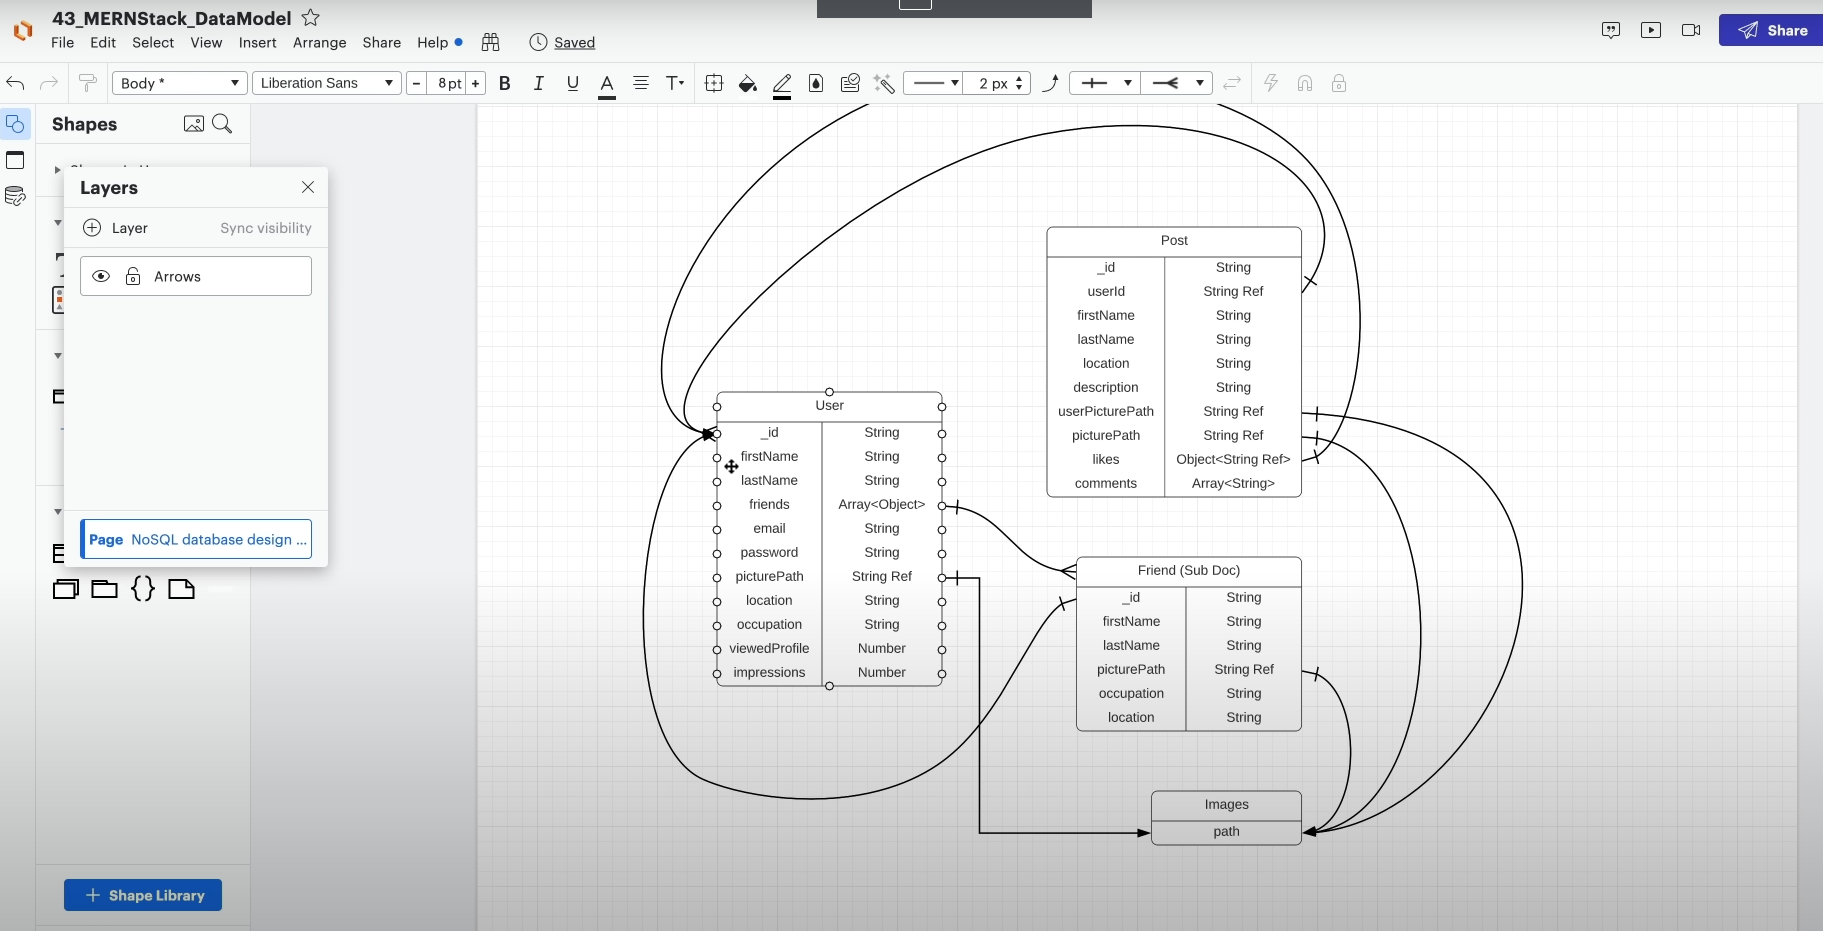 43_MERNStack_DataModel
File Edit Select View Insert Arrange Share Help Saved
Share
Body * Liberation Sans - 8 pt + B I U A T 2 px
Shapes
Layers
Layer Sync visibility
Arrows
Page NoSQL database design ...
+ Shape Library
Post
_id String
userId String Ref
firstName String
lastName String
location String
description String
userPicturePath String Ref
picturePath String Ref
likes Object<String Ref>
comments Array<String>
User
_id String
firstName String
lastName String
friends Array<Object>
email String
password String
picturePath String Ref
location String
occupation String
viewedProfile Number
impressions Number
Friend (Sub Doc)
_id String
firstName String
lastName String
picturePath String Ref
occupation String
location String
Images
path